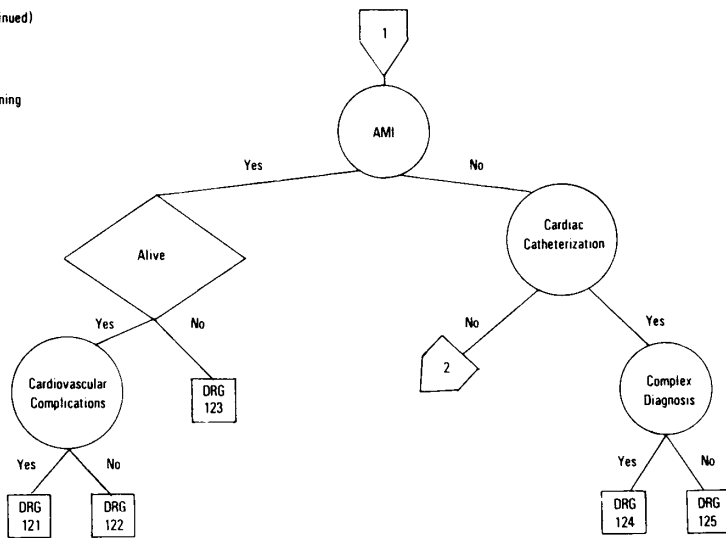 inued)
ning
1
AMI
Yes
No
Alive
Cardiac
Catheterization
Yes
No
No
Yes
Cardiovascular
Complications
DRG
123
2
Complex
Diagnosis
Yes
No
Yes
No
DRG
121
DRG
122
DRG
124
DRG
125